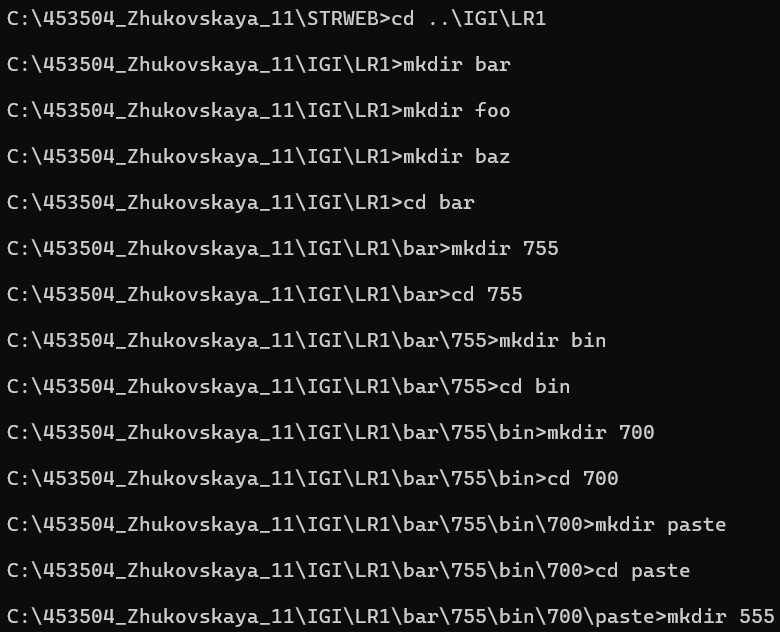 C:\453504_Zhukovskaya_11\STRWEB>cd ..\IGI\LR1
C:\453504_Zhukovskaya_11\IGI\LR1>mkdir bar
C:\453504_Zhukovskaya_11\IGI\LR1>mkdir foo
C:\453504_Zhukovskaya_11\IGI\LR1>mkdir baz
C:\453504_Zhukovskaya_11\IGI\LR1>cd bar
C:\453504_Zhukovskaya_11\IGI\LR1\bar>mkdir 755
C:\453504_Zhukovskaya_11\IGI\LR1\bar>cd 755
C:\453504_Zhukovskaya_11\IGI\LR1\bar\755>mkdir bin
C:\453504_Zhukovskaya_11\IGI\LR1\bar\755>cd bin
C:\453504_Zhukovskaya_11\IGI\LR1\bar\755\bin>mkdir 700
C:\453504_Zhukovskaya_11\IGI\LR1\bar\755\bin>cd 700
C:\453504_Zhukovskaya_11\IGI\LR1\bar\755\bin\700>mkdir paste
C:\453504_Zhukovskaya_11\IGI\LR1\bar\755\bin\700>cd paste
C:\453504_Zhukovskaya_11\IGI\LR1\bar\755\bin\700\paste>mkdir 555